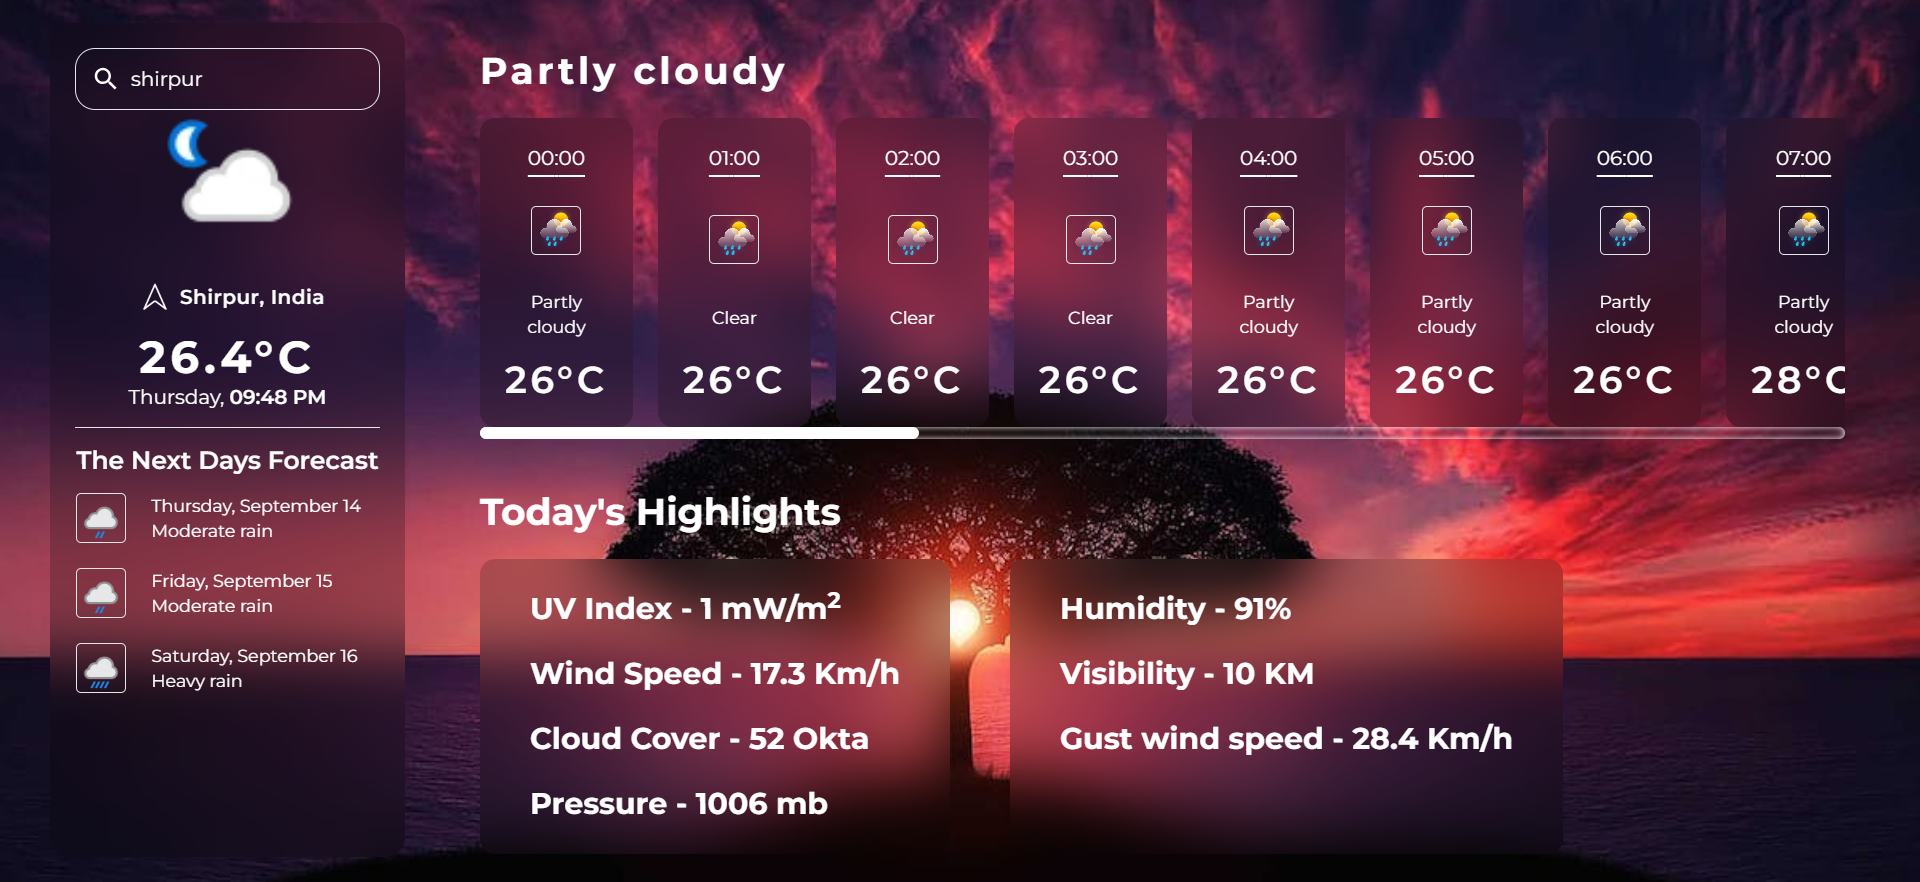 shirpur
Shirpur, India
26.4°C
Thursday, 09:48 PM
The Next Days Forecast
Thursday, September 14
Moderate rain
Friday, September 15
Moderate rain
Saturday, September 16
Heavy rain
Partly cloudy
00:00
Partly
cloudy
26°C
01:00
Clear
26°C
02:00
Clear
26°C
03:00
Clear
26°C
04:00
Partly
cloudy
26°C
05:00
Partly
cloudy
26°C
06:00
Partly
cloudy
26°C
07:00
Partly
cloudy
28°C
Today's Highlights
UV Index - 1 mW/m²
Wind Speed - 17.3 Km/h
Cloud Cover - 52 Okta
Pressure - 1006 mb
Humidity - 91%
Visibility - 10 KM
Gust wind speed - 28.4 Km/h